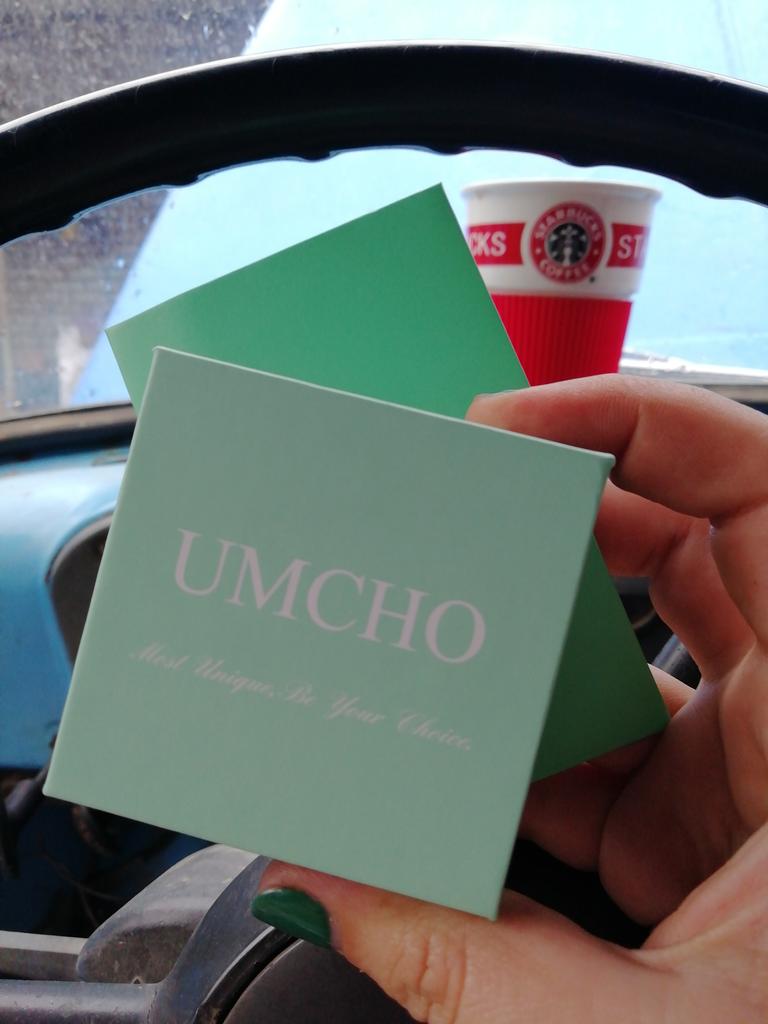 CKS STARBUCKS COFFEE ST
UMCHO
Most Unique, Be Your Choice.